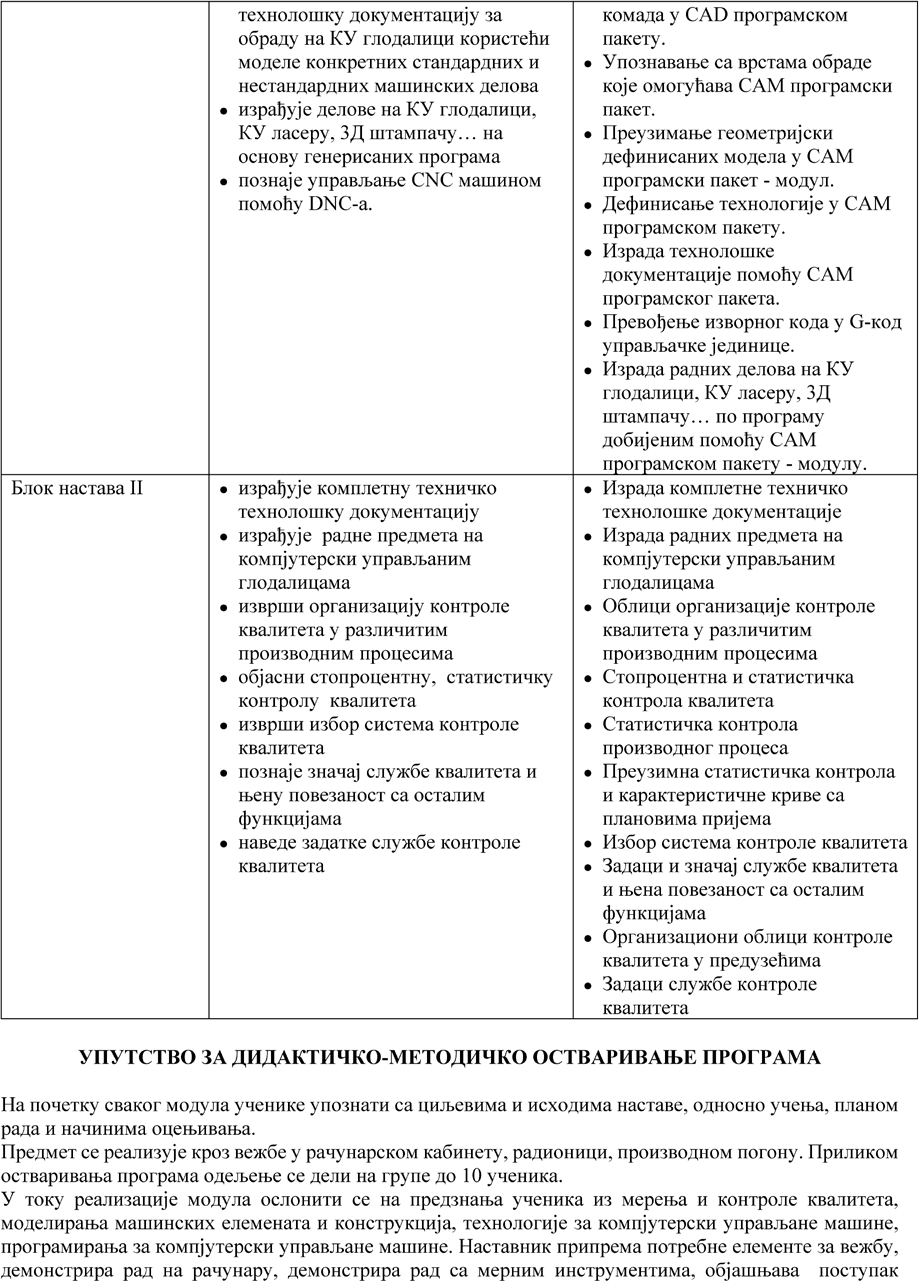 технолошку документацију за
обраду на КУ глодалици користећи
моделе конкретних стандардних и
нестандардних машинских делова
• израђује делове на КУ глодалици,
КУ ласеру, 3Д штампачу… на
основу генерисаних програма
• познаје управљање CNC машином
помоћу DNC-а.
комада у CAD програмском
пакету.
• Упознавање са врстама обраде
које омогућава CAM програмски
пакет.
• Преузимање геометријски
дефинисаних модела у CAM
програмски пакет - модул.
• Дефинисање технологије у CAM
програмском пакету.
• Израда технолошке
документације помоћу CAM
програмског пакета.
• Превођење изворног кода у G-код
управљачке јединице.
• Израда радних делова на КУ
глодалици, КУ ласеру, 3Д
штампачу… по програму
добијеним помоћу CAM
програмском пакету - модулу.
Блок настава II
• израђује комплетну техничко
технолошку документацију
• израђује  радне предмета на
компјутерски управљаним
глодалицама
• изврши организацију контроле
квалитета у различитим
производним процесима
• објасни стопроцентну,  статистичку
контролу  квалитета
• изврши избор система контроле
квалитета
• познаје значај службе квалитета и
њену повезаност са осталим
функцијама
• наведе задатке службе контроле
квалитета
• Израда комплетне техничко
технолошке документације
• Израда радних предмета на
компјутерски управљаним
глодалицама
• Облици организације контроле
квалитета у различитим
производним процесима
• Стопроцентна и статистичка
контрола квалитета
• Статистичка контрола
производног процеса
• Преузимна статистичка контрола
и карактеристичне криве са
плановима пријема
• Избор система контроле квалитета
• Задаци и значај службе квалитета
и њена повезаност са осталим
функцијама
• Организациони облици контроле
квалитета у предузећима
• Задаци службе контроле
квалитета
УПУТСТВО ЗА ДИДАКТИЧКО-МЕТОДИЧКО ОСТВАРИВАЊЕ ПРОГРАМА
На почетку сваког модула ученике упознати са циљевима и исходима наставе, односно учења, планом
рада и начинима оцењивања.
Предмет се реализује кроз вежбе у рачунарском кабинету, радионици, производном погону. Приликом
остваривања програма одељење се дели на групе до 10 ученика.
У току реализације модула ослонити се на предзнања ученика из мерења и контроле квалитета,
моделирања машинских елемената и конструкција, технологије за компјутерски управљане машине,
програмирања за компјутерски управљане машине. Наставник припрема потребне елементе за вежбу,
демонстрира рад на рачунару, демонстрира рад са мерним инструментима, објашњава  поступак